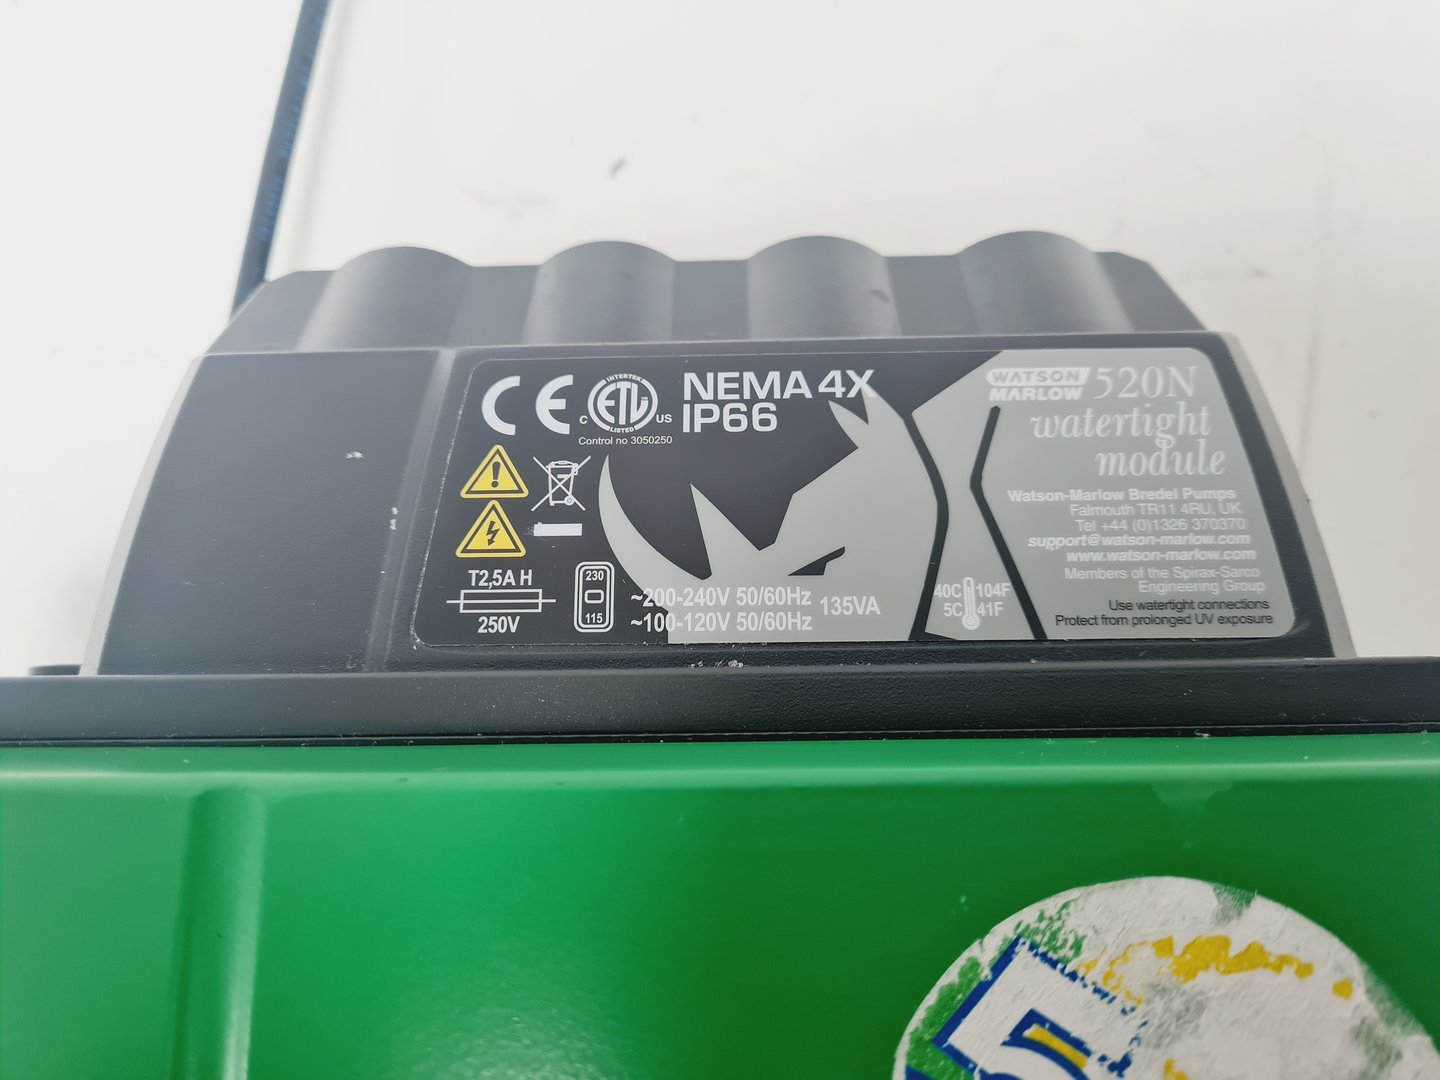 CE
INTERTEK
C ETL US
LISTED
Control no 3050250
NEMA 4X
IP66
T2,5A H
250V
230
115
~200-240V 50/60Hz
~100-120V 50/60Hz
135VA
40C 104F
5C 41F
WATSON
MARLOW
520N
watertight
module
Watson-Marlow Bredel Pumps
Falmouth TR11 4RU, UK
Tel +44 (0)1326 370370
support@watson-marlow.com
www.watson-marlow.com
Members of the Spirax-Sarco
Engineering Group
Use watertight connections
Protect from prolonged UV exposure